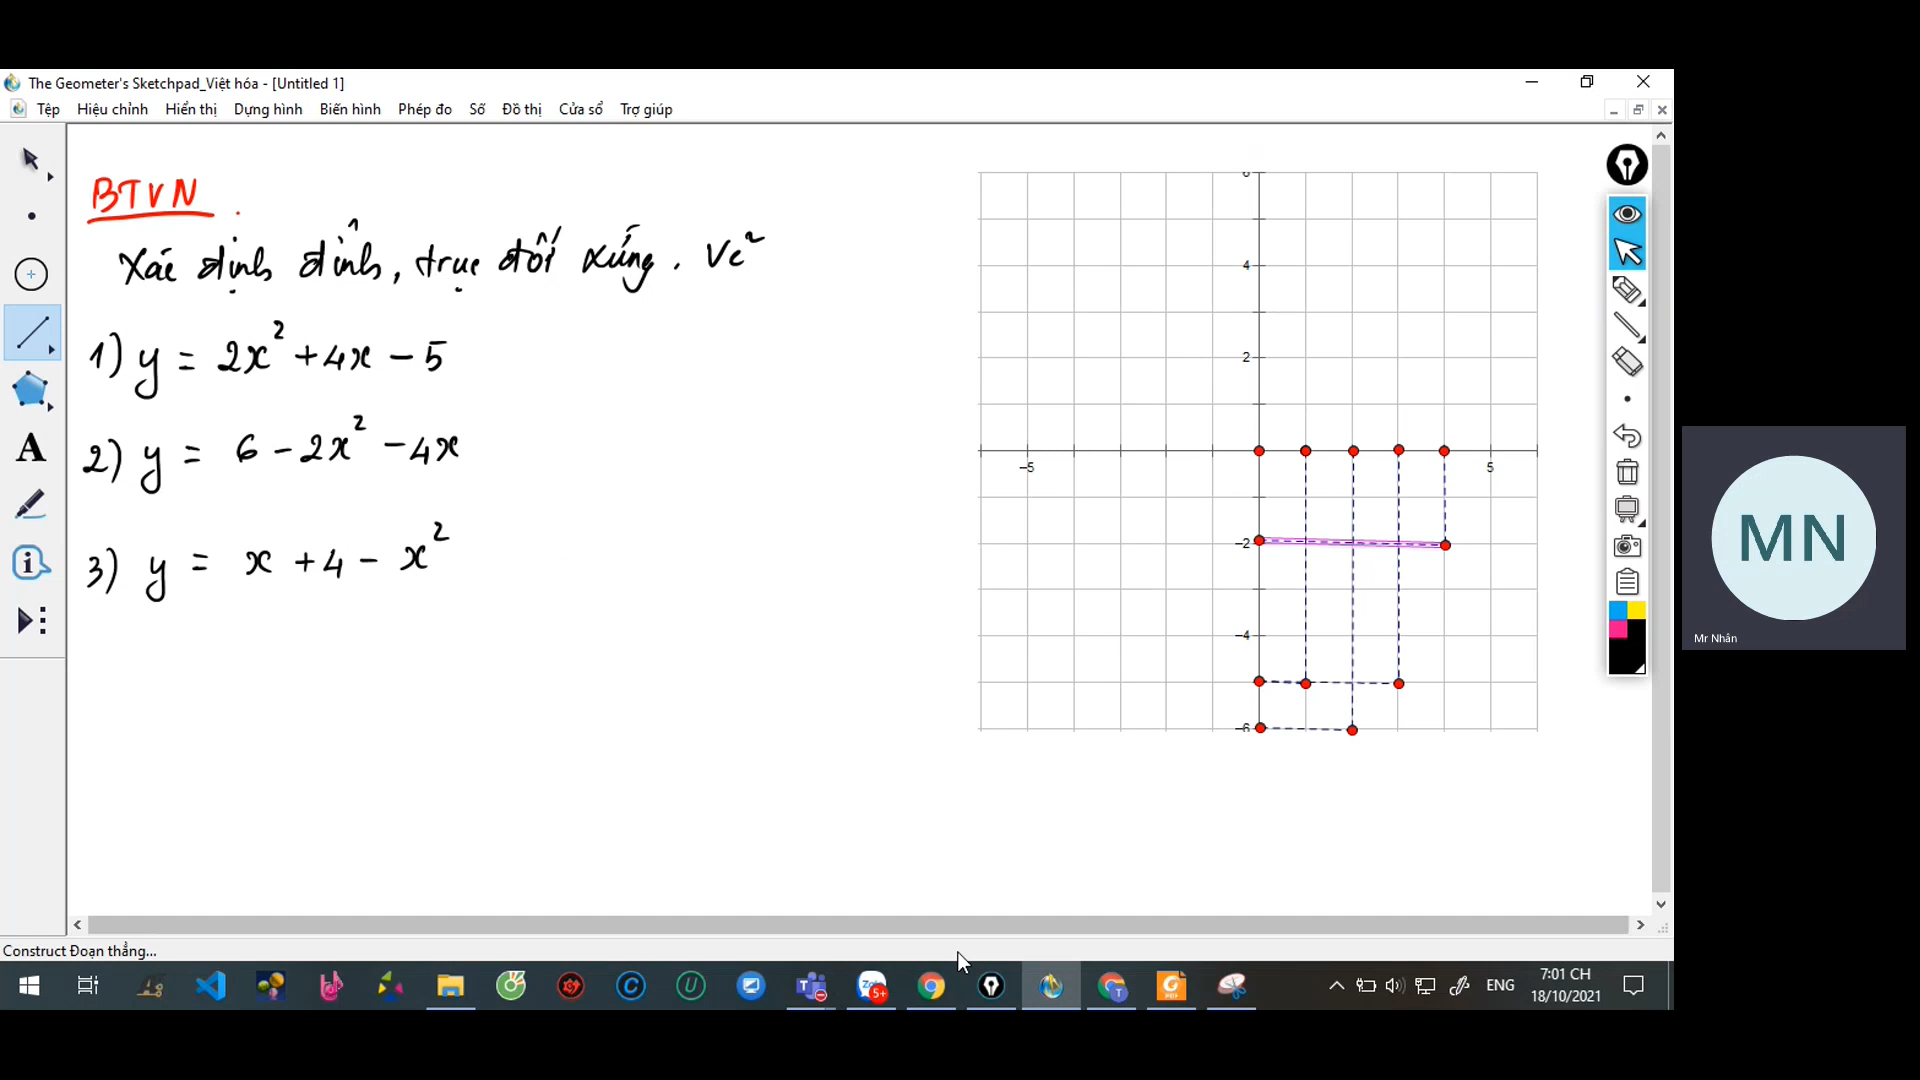 The Geometer's Sketchpad_Việt hóa - [Untitled 1]
Tệp Hiệu chỉnh Hiển thị Dựng hình Biến hình Phép đo Số Đồ thị Cửa sổ Trợ giúp
BTVN
Xác định đỉnh, trục đối xứng. Vẽ
1) y = 2x² + 4x - 5
2) y = 6 - 2x² - 4x
3) y = x + 4 - x²
6
4
2
-5
5
-2
-4
-6
A
MN
Mr Nhân
Construct Đoạn thẳng...
5+
ENG
7:01 CH
18/10/2021